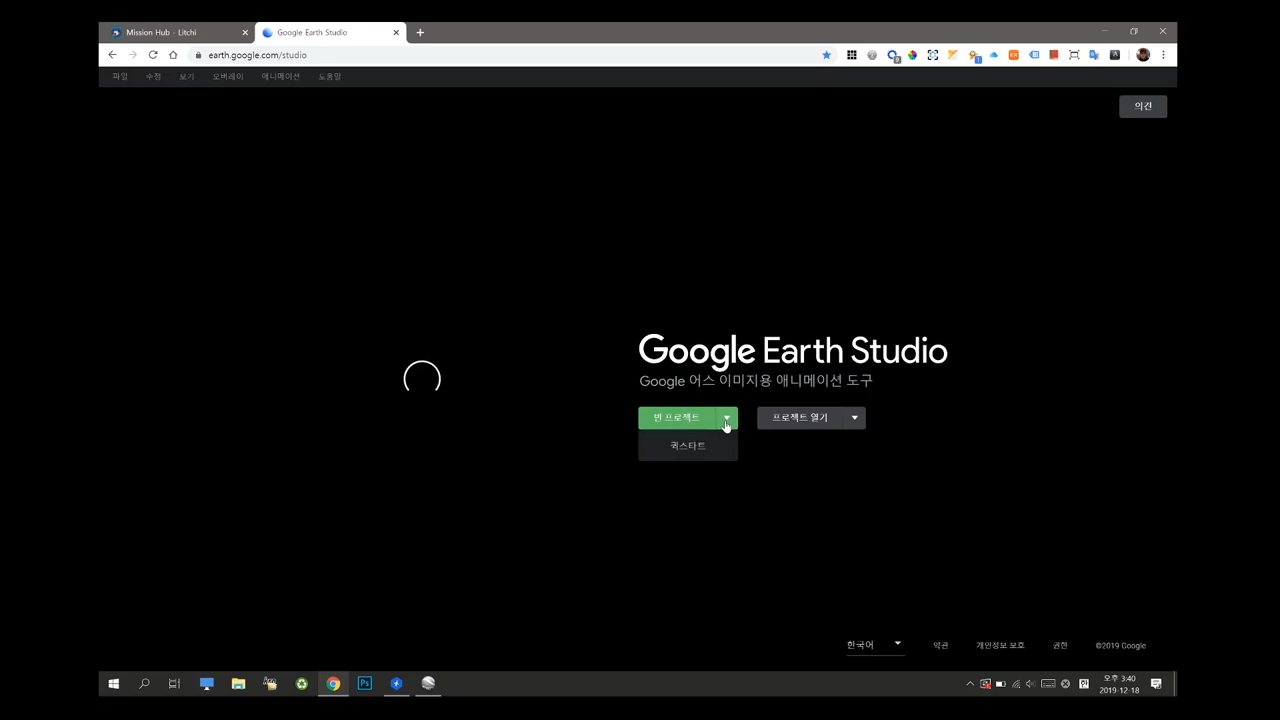 Mission Hub - Litchi
Google Earth Studio
earth.google.com/studio
파일 수정 보기 오버레이 애니메이션 도움말
의견
Google Earth Studio
Google 어스 이미지용 애니메이션 도구
빈 프로젝트
프로젝트 열기
퀵스타트
한국어
약관
개인정보 보호
권한
©2019 Google
Ps
오후 3:40
2019-12-18